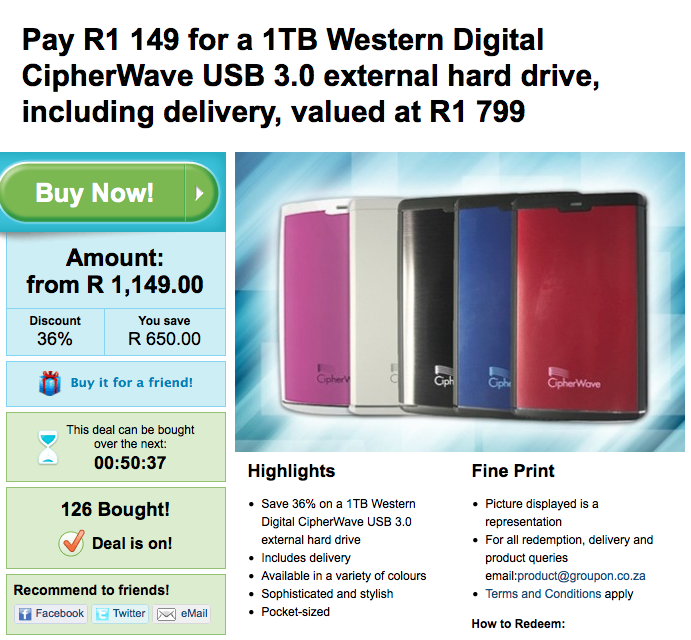 Pay R1 149 for a 1TB Western Digital
CipherWave USB 3.0 external hard drive,
including delivery, valued at R1 799
Buy Now!
Amount:
from R 1,149.00
Discount
36%
You save
R 650.00
Buy it for a friend!
This deal can be bought
over the next:
00:50:37
126 Bought!
Deal is on!
Recommend to friends!
Facebook
Twitter
eMail
CipherW
Ciph
Ciph
CipherWave
Highlights
• Save 36% on a 1TB Western
Digital CipherWave USB 3.0
external hard drive
• Includes delivery
• Available in a variety of colours
• Sophisticated and stylish
• Pocket-sized
Fine Print
• Picture displayed is a
representation
• For all redemption, delivery and
product queries
email:product@groupon.co.za
• Terms and Conditions apply
How to Redeem: